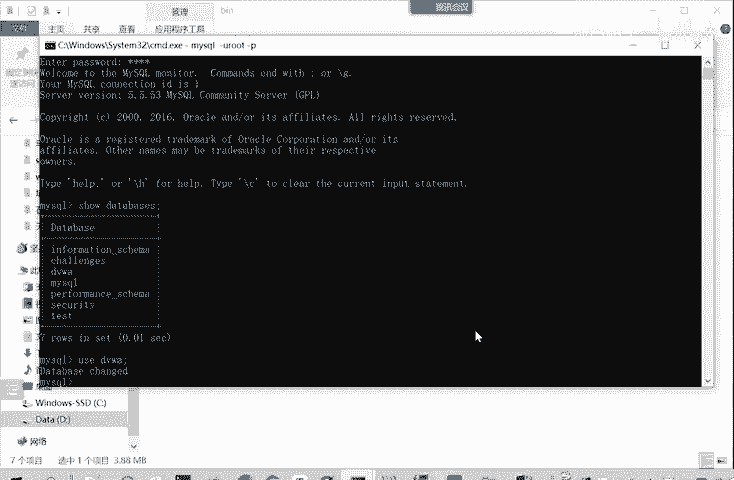 管理
bin
腾讯会议
文件
主页
共享
查看
应用程序工具
C:\Windows\System32\cmd.exe - mysql -uroot -p
Enter password: ****
Welcome to the MySQL monitor. Commands end with ; or \g.
Your MySQL connection id is 1
Server version: 5.5.53 MySQL Community Server (GPL)
Copyright (c) 2000, 2016, Oracle and/or its affiliates. All rights reserved.
Oracle is a registered trademark of Oracle Corporation and/or its
affiliates. Other names may be trademarks of their respective
owners.
Type 'help;' or '\h' for help. Type '\c' to clear the current input statement.
mysql> show databases;
Database
information_schema
challenges
dvwa
mysql
performance_schema
security
test
7 rows in set (0.01 sec)
mysql> use dvwa;
Database changed
mysql>
Windows-SSD (C:)
Data (D:)
网络
7 个项目
选中 1 个项目
3.88 MB